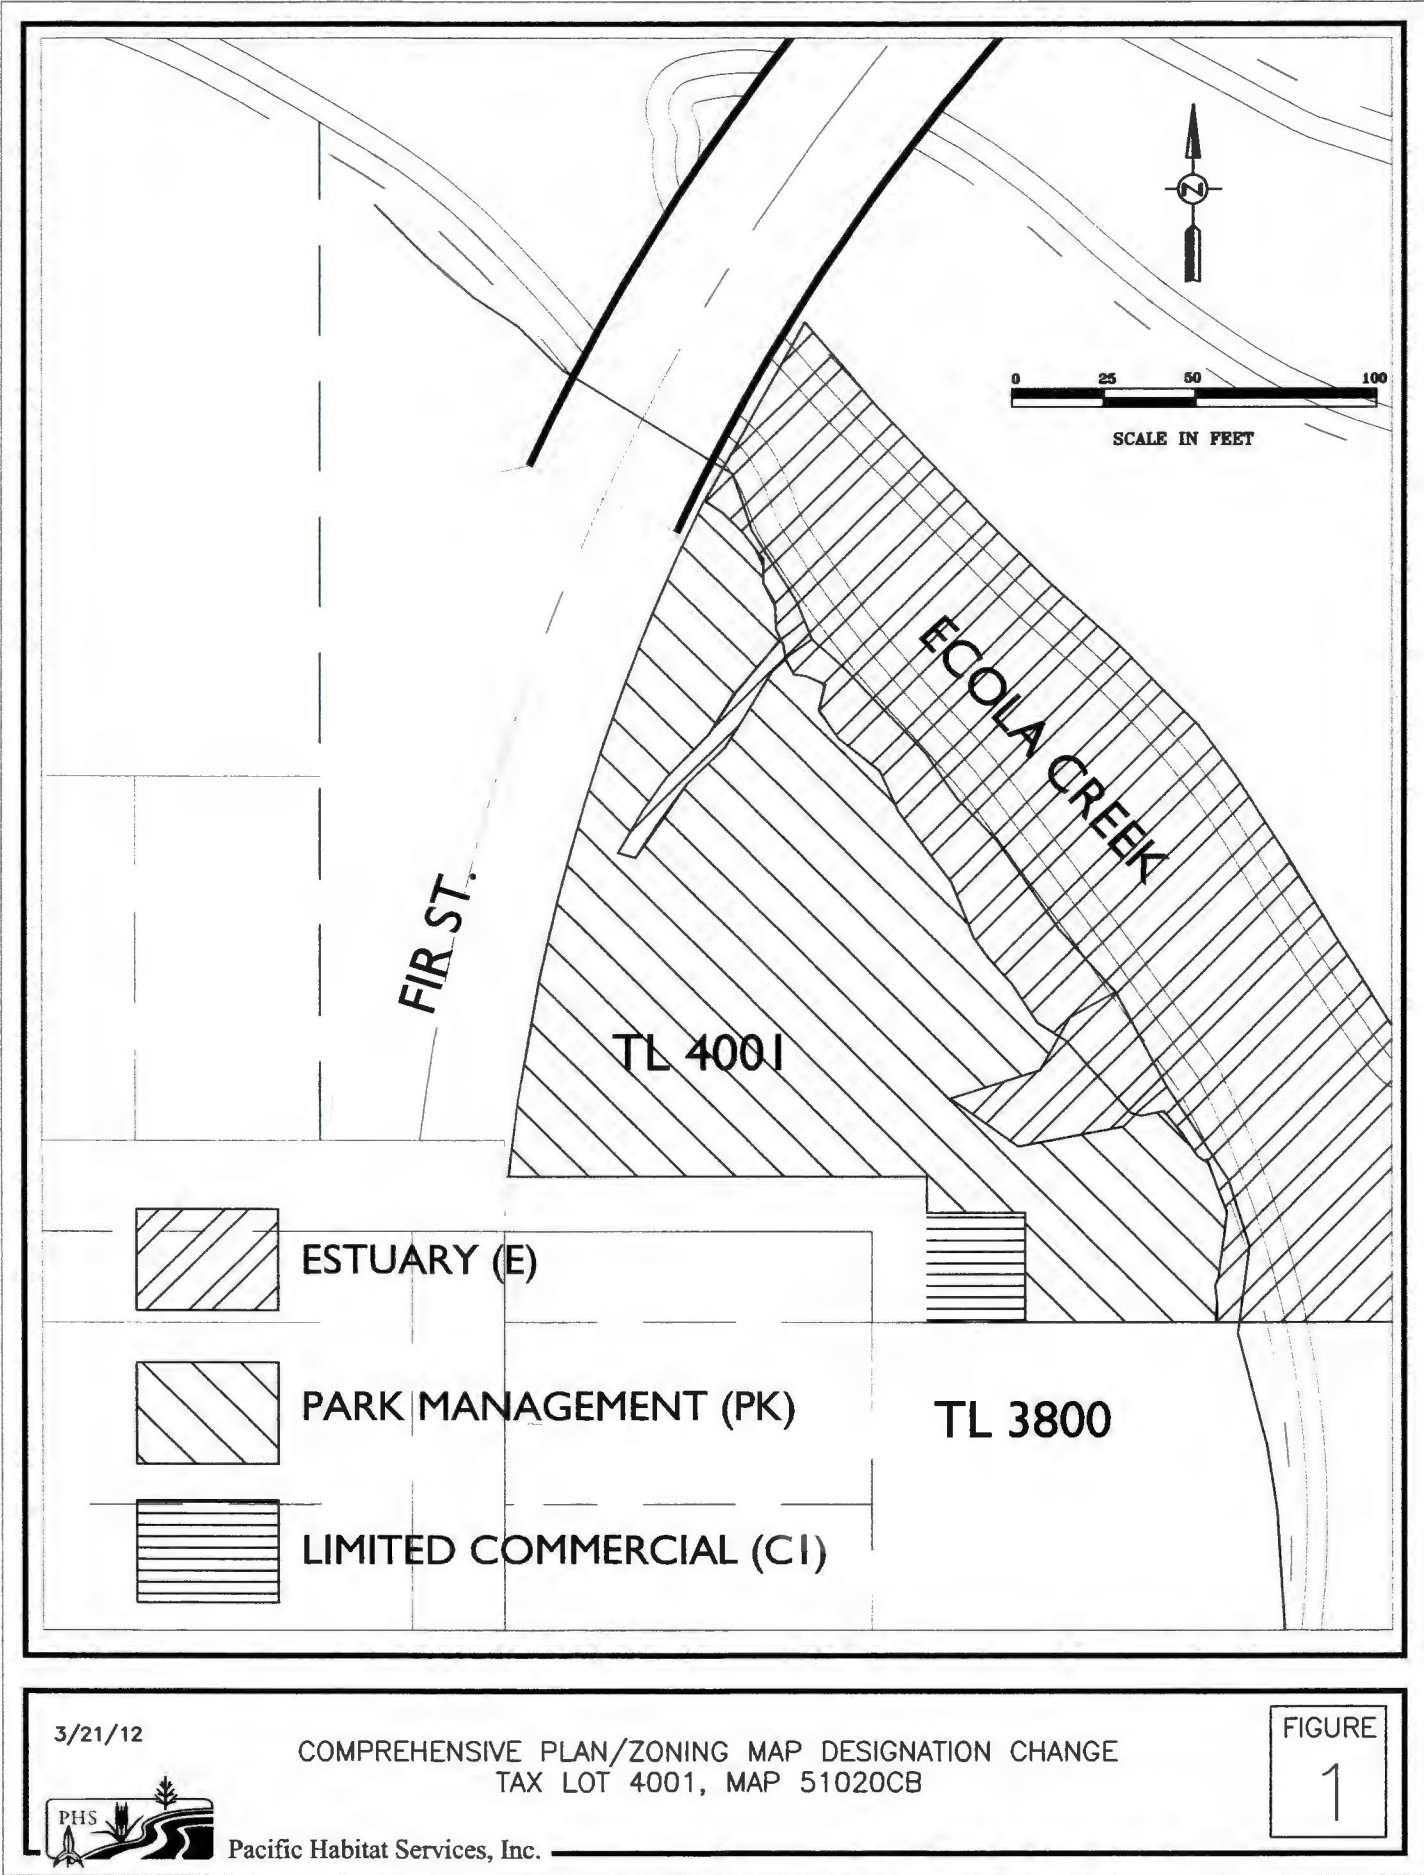 N
0 25 50 100
SCALE IN FEET
ECOLA CREEK
FIR ST.
TL 4001
ESTUARY (E)
PARK MANAGEMENT (PK)
TL 3800
LIMITED COMMERCIAL (C1)
3/21/12
COMPREHENSIVE PLAN/ZONING MAP DESIGNATION CHANGE
TAX LOT 4001, MAP 51020CB
FIGURE
1
PHS
Pacific Habitat Services, Inc.